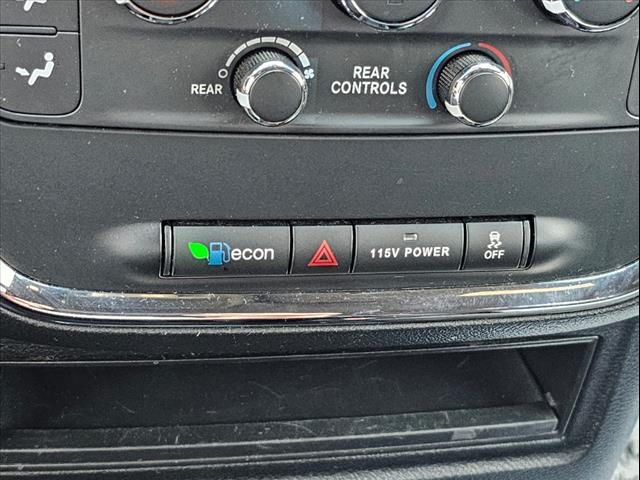 REAR
REAR
CONTROLS
econ
115V POWER
OFF